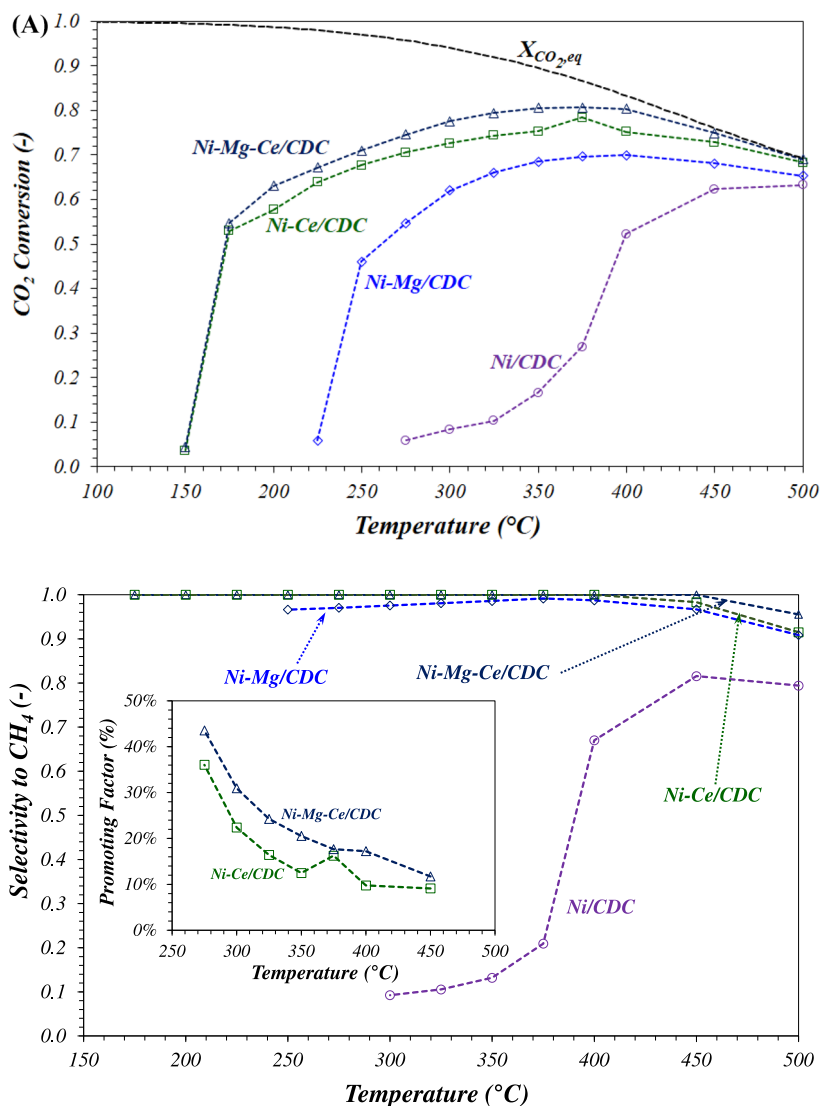 (A)
1.0
0.9
0.8
0.7
0.6
0.5
0.4
0.3
0.2
0.1
0.0
CO2 Conversion (-)
XCO2,eq
Ni-Mg-Ce/CDC
Ni-Ce/CDC
Ni-Mg/CDC
Ni/CDC
100 150 200 250 300 350 400 450 500
Temperature (°C)
1.0
0.9
0.8
0.7
0.6
0.5
0.4
0.3
0.2
0.1
0.0
Selectivity to CH4 (-)
Ni-Mg/CDC
Ni-Mg-Ce/CDC
Ni-Ce/CDC
Ni/CDC
50%
40%
30%
20%
10%
0%
Promoting Factor (%)
Ni-Mg-Ce/CDC
Ni-Ce/CDC
250 300 350 400 450 500
Temperature (°C)
150 200 250 300 350 400 450 500
Temperature (°C)